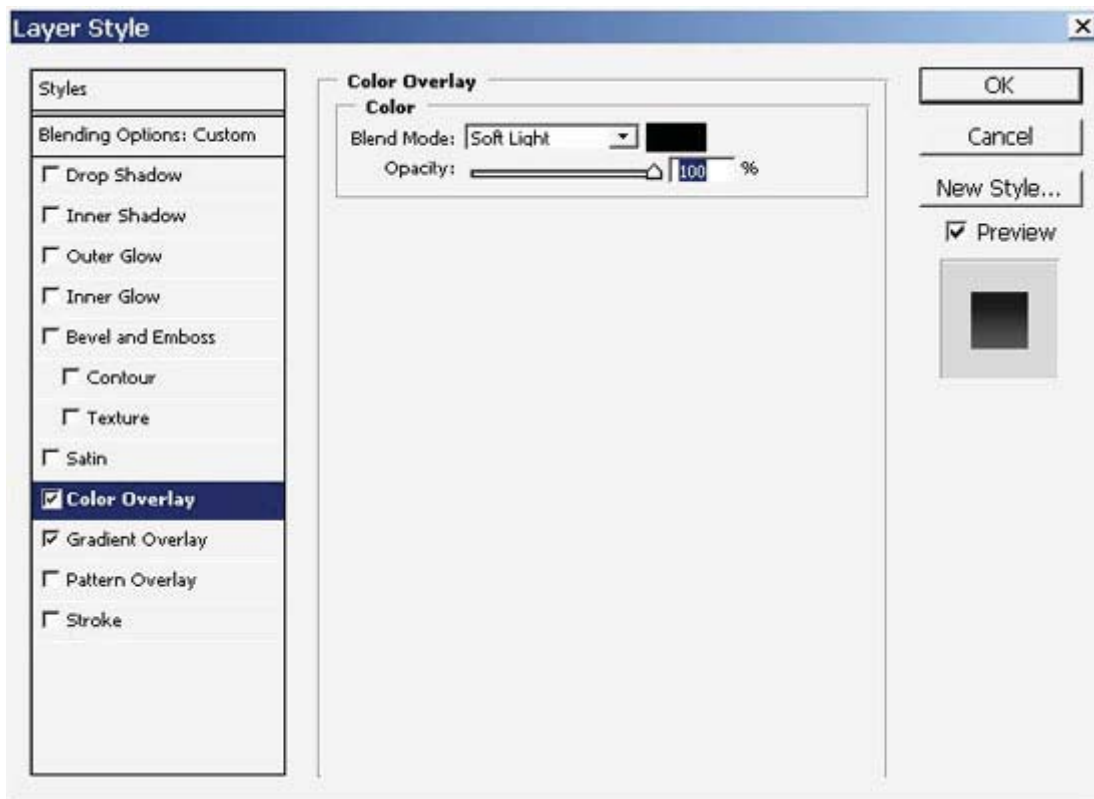 Layer Style
Styles
Blending Options: Custom
Drop Shadow
Inner Shadow
Outer Glow
Inner Glow
Bevel and Emboss
Contour
Texture
Satin
Color Overlay
Gradient Overlay
Pattern Overlay
Stroke
Color Overlay
Color
Blend Mode: Soft Light
Opacity: 100 %
OK
Cancel
New Style...
Preview